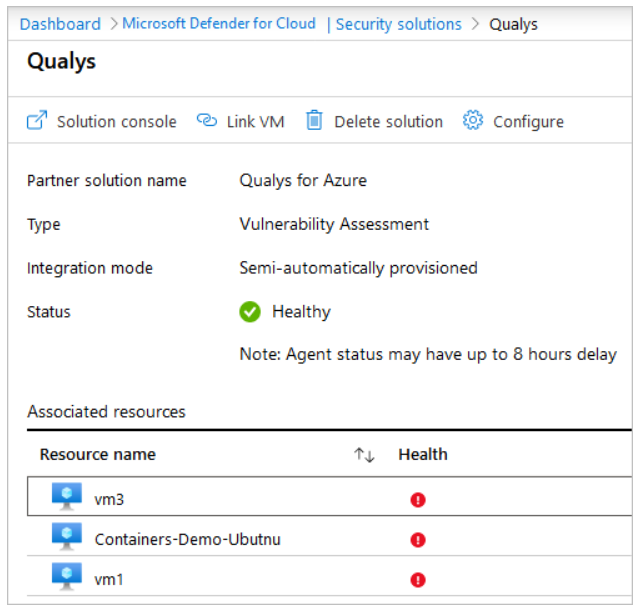 Dashboard > Microsoft Defender for Cloud | Security solutions > Qualys
Qualys
Solution console Link VM Delete solution Configure
Partner solution name Qualys for Azure
Type Vulnerability Assessment
Integration mode Semi-automatically provisioned
Status Healthy
Note: Agent status may have up to 8 hours delay
Associated resources
Resource name ↑↓ Health
vm3
Containers-Demo-Ubutnu
vm1